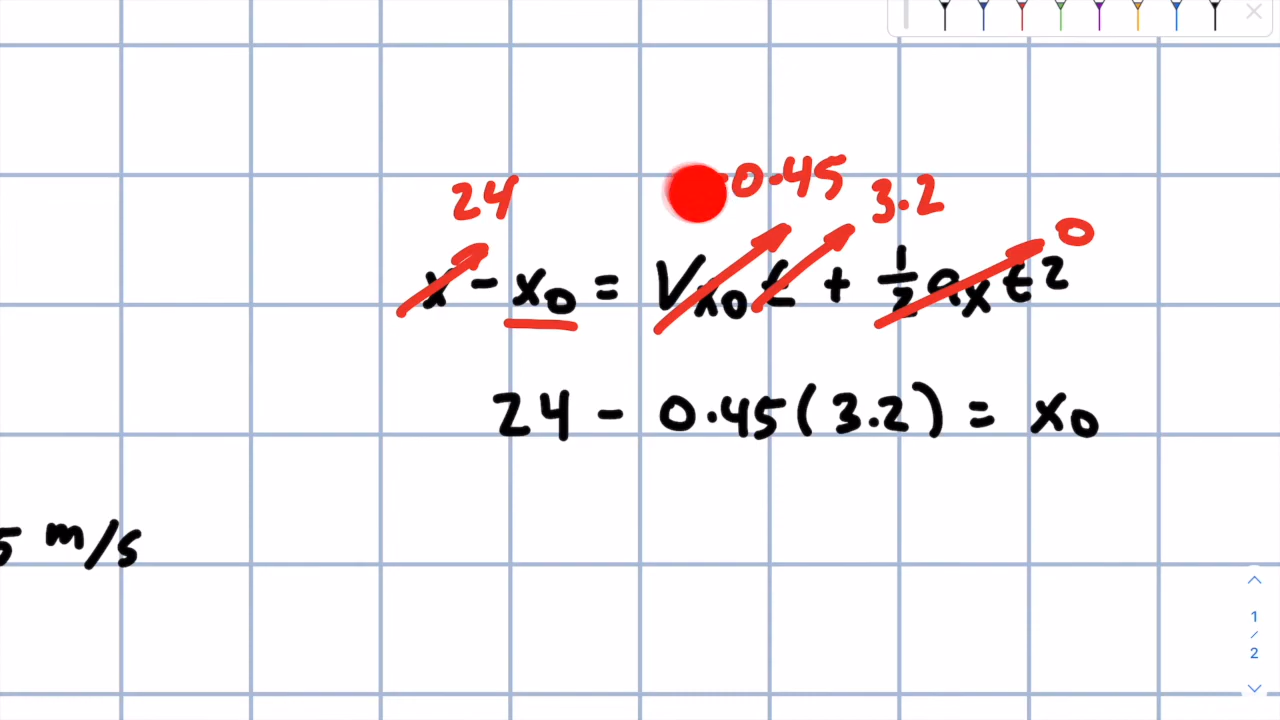 24 0.45 3.2 0
x - x₀ = Vx₀ t + 1/2 aₓ t²
24 - 0.45(3.2) = x₀
m/s
1
/
2